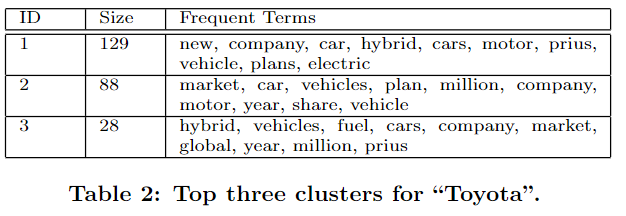 ID Size Frequent Terms
1 129 new, company, car, hybrid, cars, motor, prius,
vehicle, plans, electric
2 88 market, car, vehicles, plan, million, company,
motor, year, share, vehicle
3 28 hybrid, vehicles, fuel, cars, company, market,
global, year, million, prius
Table 2: Top three clusters for “Toyota”.